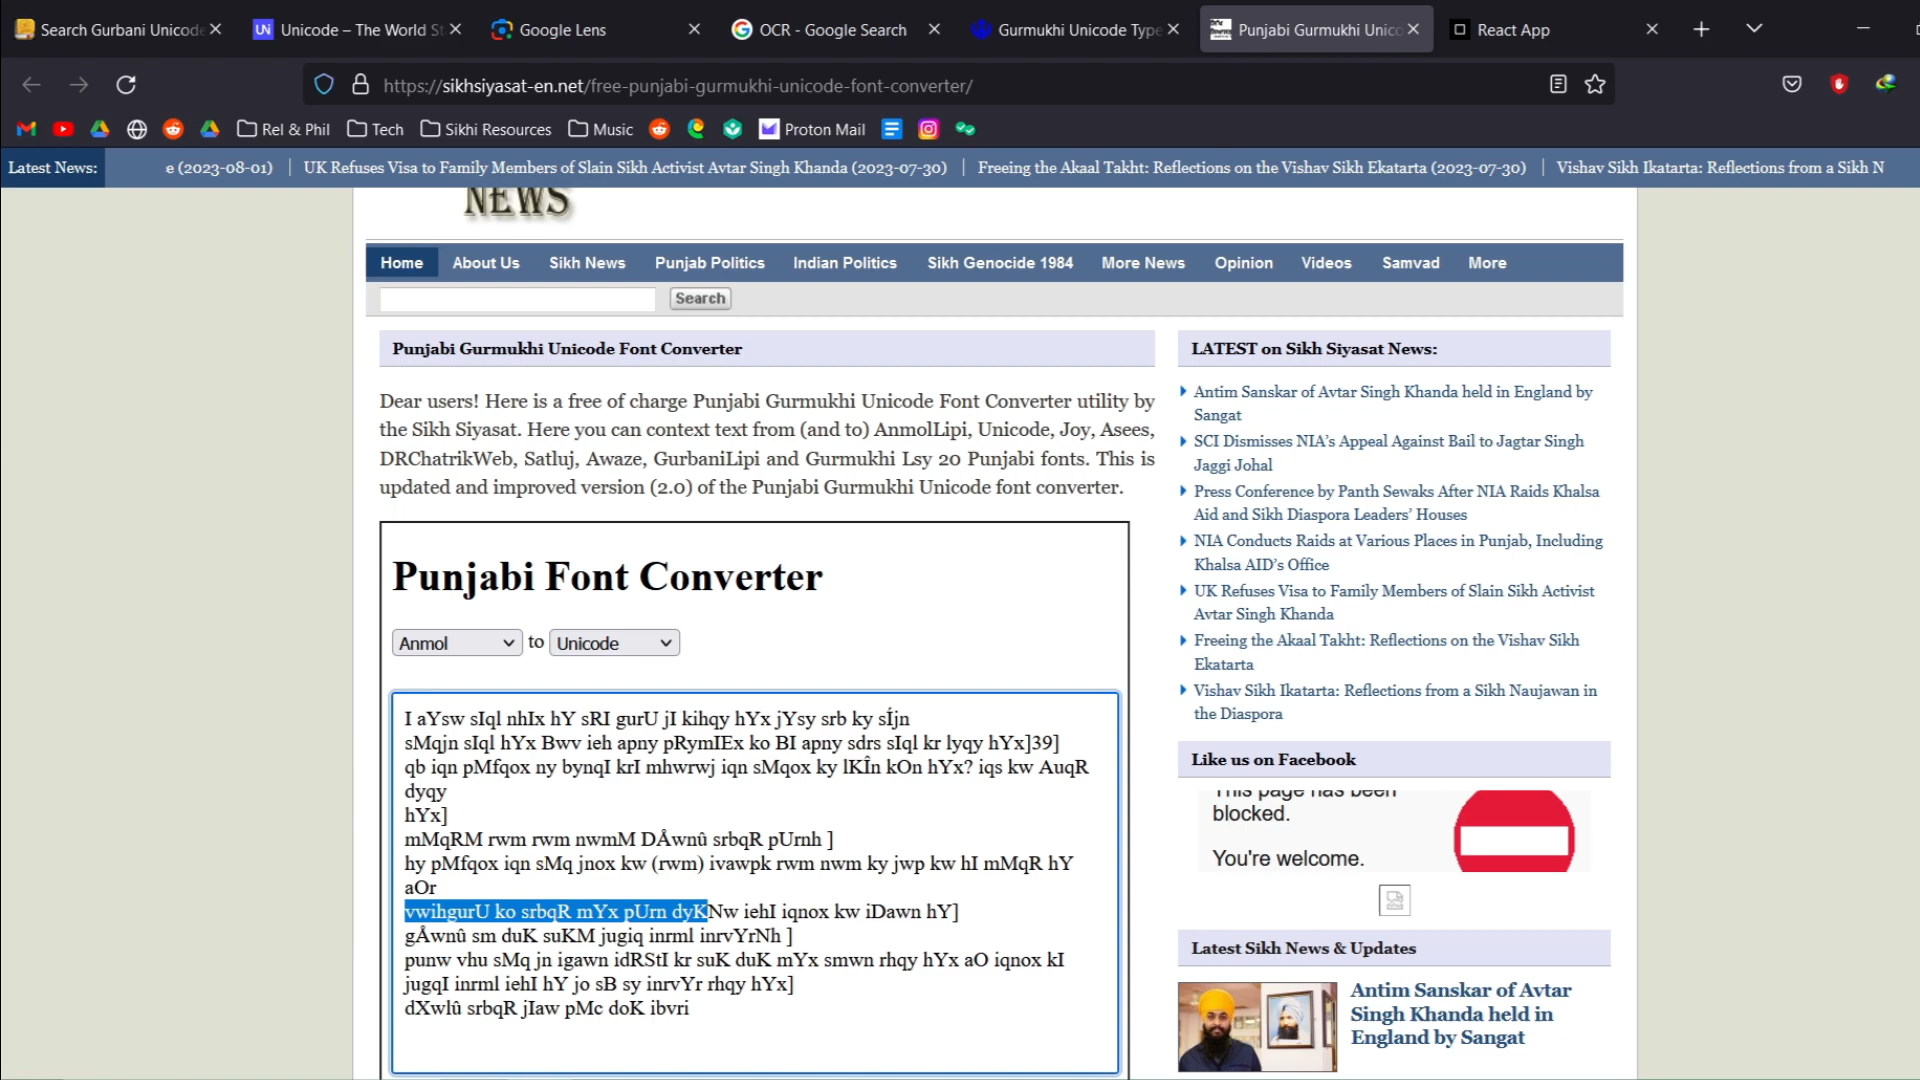 Search Gurbani Unicode
Unicode – The World St
Google Lens
OCR - Google Search
Gurmukhi Unicode Type
Punjabi Gurmukhi Unico
React App
https://sikhsiyasat-en.net/free-punjabi-gurmukhi-unicode-font-converter/
Rel & Phil
Tech
Sikhi Resources
Music
Proton Mail
Latest News:
e (2023-08-01)
UK Refuses Visa to Family Members of Slain Sikh Activist Avtar Singh Khanda (2023-07-30)
Freeing the Akaal Takht: Reflections on the Vishav Sikh Ekatarta (2023-07-30)
Vishav Sikh Ikatarta: Reflections from a Sikh N
NEWS
Home
About Us
Sikh News
Punjab Politics
Indian Politics
Sikh Genocide 1984
More News
Opinion
Videos
Samvad
More
Search
Punjabi Gurmukhi Unicode Font Converter
Dear users! Here is a free of charge Punjabi Gurmukhi Unicode Font Converter utility by
the Sikh Siyasat. Here you can context text from (and to) AnmolLipi, Unicode, Joy, Asees,
DRChatrikWeb, Satluj, Awaze, GurbaniLipi and Gurmukhi Lsy 20 Punjabi fonts. This is
updated and improved version (2.0) of the Punjabi Gurmukhi Unicode font converter.
Punjabi Font Converter
Anmol
to
Unicode
I aYsw sIql nhIx hY sRI gurU jI kihqy hYx jYsy srb ky sÍjn
sMqjn sIql hYx Bwv ieh apny pRymIEx ko BI apny sdrs sIql kr lyqy hYx]39]
qb iqn pMfqox ny bynqI krI mhwrwj iqn sMqox ky lKÎn kOn hYx? iqs kw AuqR
dyqy
hYx]
mMqRM rwm rwm nwmM DÅwnû srbqR pUrnh ]
hy pMfqox iqn sMq jnox kw (rwm) ivawpk rwm nwm ky jwp kw hI mMqR hY
aOr
vwihgurU ko srbqR mYx pUrn dyKNw iehI iqnox kw iDawn hY]
gÅwnû sm duK suKM jugiq inrml inrvYrNh ]
punw vhu sMq jn igawn idRStI kr suK duK mYx smwn rhqy hYx aO iqnox kI
jugqI inrml iehI hY jo sB sy inrvYr rhqy hYx]
dXwlû srbqR jIaw pMc doK ibvri
LATEST on Sikh Siyasat News:
Antim Sanskar of Avtar Singh Khanda held in England by
Sangat
SCI Dismisses NIA's Appeal Against Bail to Jagtar Singh
Jaggi Johal
Press Conference by Panth Sewaks After NIA Raids Khalsa
Aid and Sikh Diaspora Leaders' Houses
NIA Conducts Raids at Various Places in Punjab, Including
Khalsa AID's Office
UK Refuses Visa to Family Members of Slain Sikh Activist
Avtar Singh Khanda
Freeing the Akaal Takht: Reflections on the Vishav Sikh
Ekatarta
Vishav Sikh Ikatarta: Reflections from a Sikh Naujawan in
the Diaspora
Like us on Facebook
This page has been
blocked.
You're welcome.
Latest Sikh News & Updates
Antim Sanskar of Avtar
Singh Khanda held in
England by Sangat